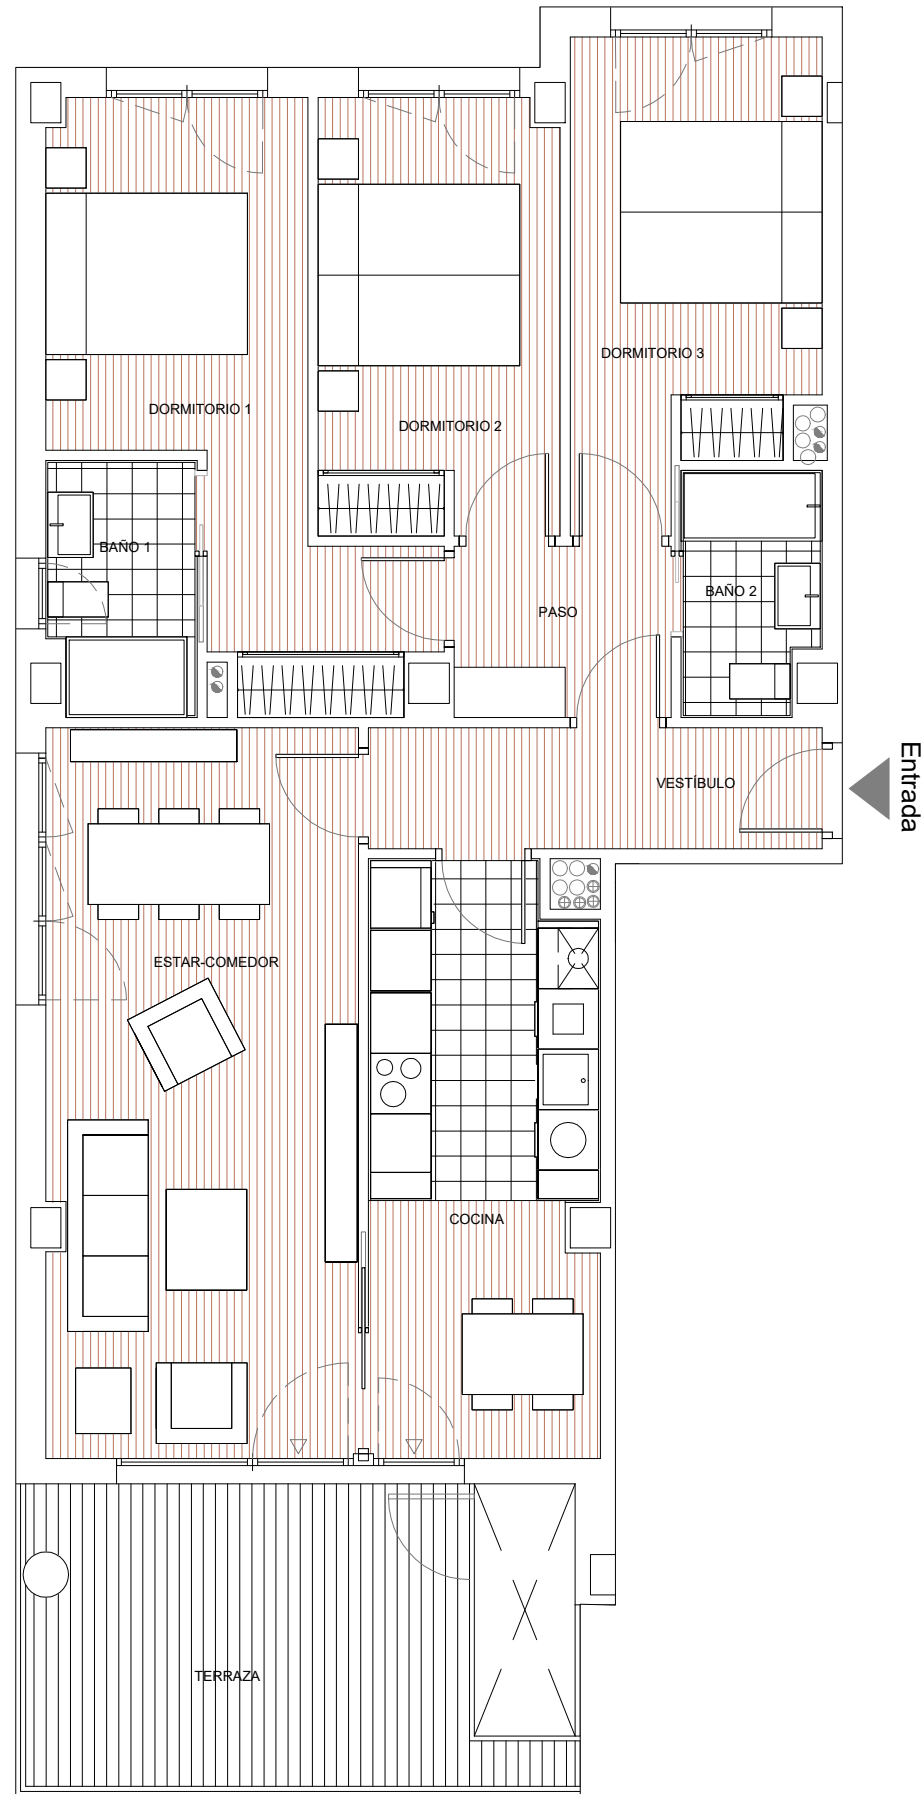 DORMITORIO 3
DORMITORIO 1
DORMITORIO 2
BAÑO 1
BAÑO 2
PASO
VESTÍBULO
Entrada
ESTAR-COMEDOR
COCINA
TERRAZA